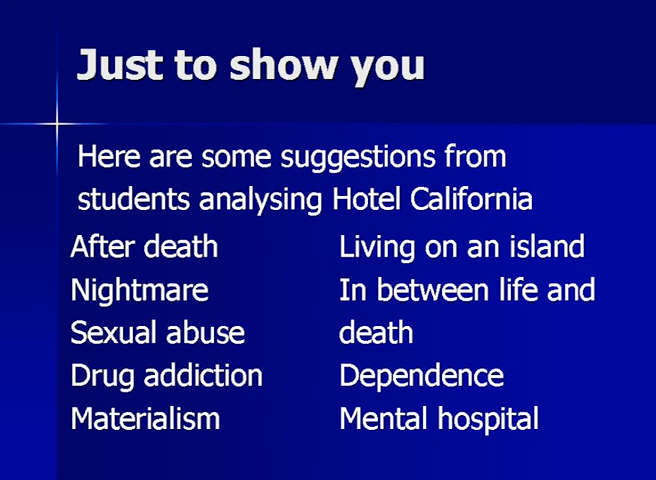 Just to show you
Here are some suggestions from
students analysing Hotel California
After death
Nightmare
Sexual abuse
Drug addiction
Materialism
Living on an island
In between life and
death
Dependence
Mental hospital